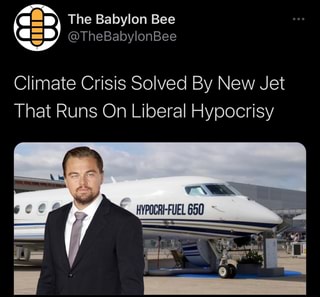 The Babylon Bee
@TheBabylonBee
Climate Crisis Solved By New Jet
That Runs On Liberal Hypocrisy
HYPOCRI-FUEL 650